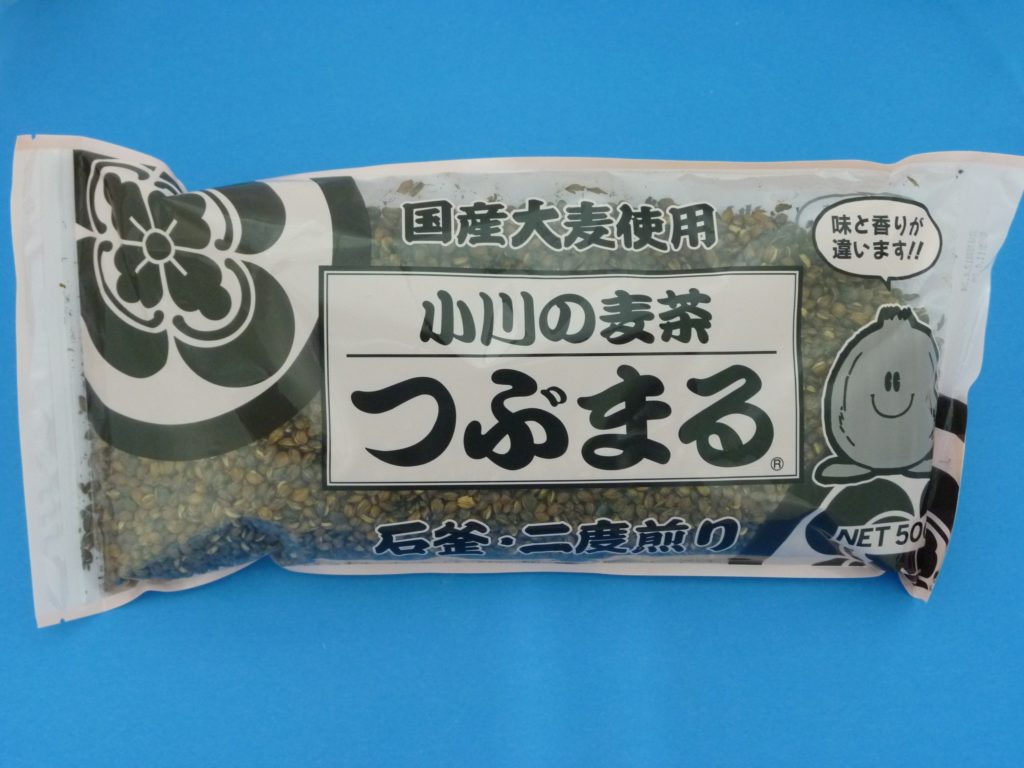 国産大麦使用
味と香りが
違います!!
小川の麦茶
つぶまる®
石釜・二度煎り
NET 50